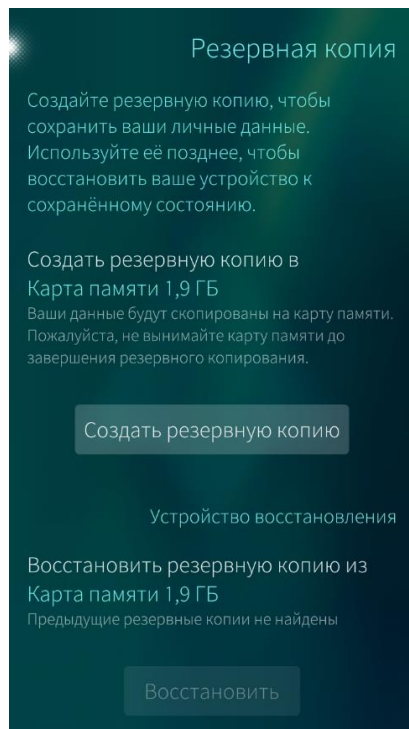 Резервная копия
Создайте резервную копию, чтобы
сохранить ваши личные данные.
Используйте её позднее, чтобы
восстановить ваше устройство к
сохранённому состоянию.
Создать резервную копию в
Карта памяти 1,9 ГБ
Ваши данные будут скопированы на карту памяти.
Пожалуйста, не вынимайте карту памяти до
завершения резервного копирования.
Создать резервную копию
Устройство восстановления
Восстановить резервную копию из
Карта памяти 1,9 ГБ
Предыдущие резервные копии не найдены
Восстановить